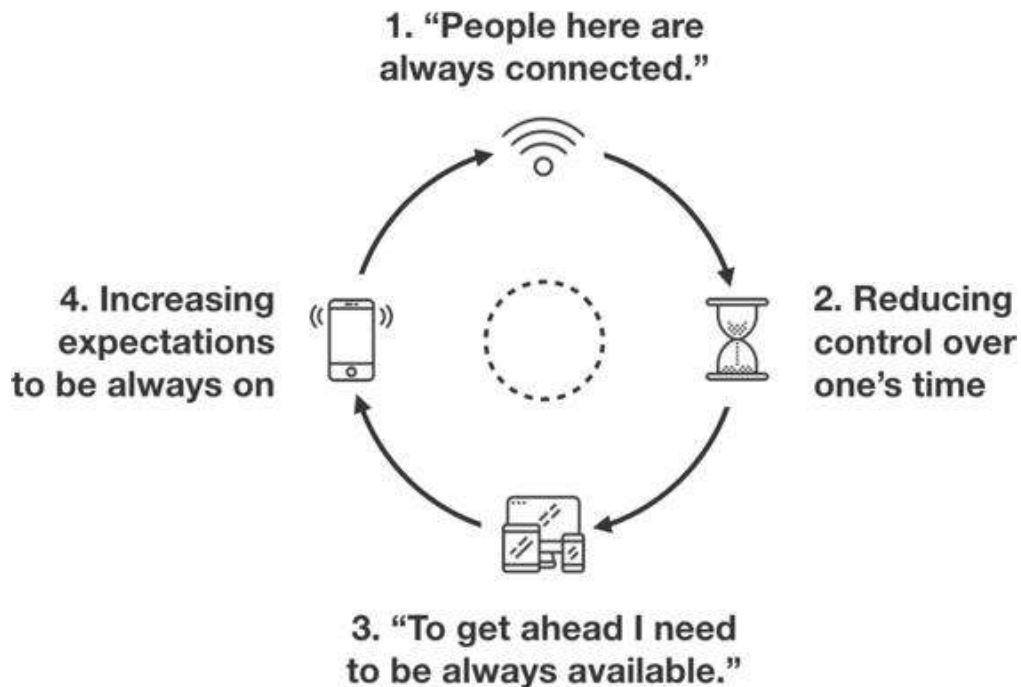 1. “People here are
always connected.”
2. Reducing
control over
one’s time
3. “To get ahead I need
to be always available.”
4. Increasing
expectations
to be always on